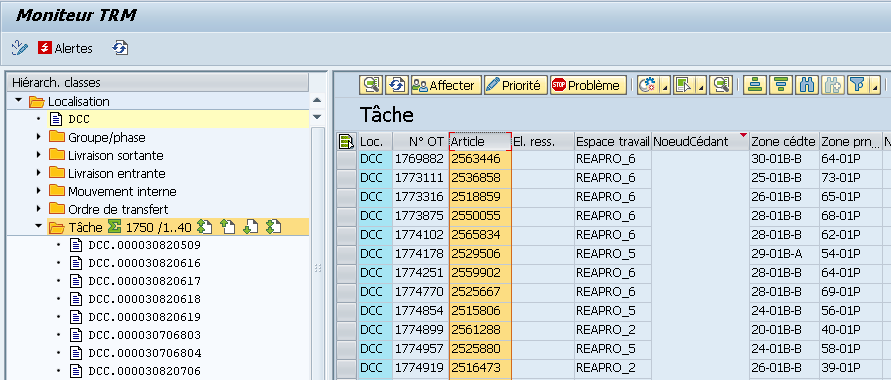 Moniteur TRM
Alertes
Hiérarch. classes
Localisation
DCC
Groupe/phase
Livraison sortante
Livraison entrante
Mouvement interne
Ordre de transfert
Tâche 1750 /1..40
DCC.000030820509
DCC.000030820616
DCC.000030820617
DCC.000030820618
DCC.000030820619
DCC.000030706803
DCC.000030706804
DCC.000030820706
Affecter Priorité STOP Problème
Tâche
Loc. N° OT Article El. ress. Espace travail NoeudCédant Zone cédte Zone prn... N
DCC 1769882 2563446 REAPRO_6 30-01B-B 64-01P
DCC 1773111 2536858 REAPRO_6 25-01B-B 73-01P
DCC 1773316 2518859 REAPRO_6 26-01B-B 65-01P
DCC 1773875 2550055 REAPRO_6 28-01B-B 68-01P
DCC 1774102 2565834 REAPRO_6 28-01B-B 62-01P
DCC 1774178 2529506 REAPRO_5 29-01B-A 54-01P
DCC 1774251 2559902 REAPRO_6 28-01B-B 64-01P
DCC 1774770 2525667 REAPRO_6 28-01B-B 69-01P
DCC 1774854 2515806 REAPRO_5 24-01B-B 56-01P
DCC 1774899 2561288 REAPRO_2 20-01B-B 40-01P
DCC 1774957 2525880 REAPRO_5 24-01B-B 58-01P
DCC 1774919 2516473 REAPRO_2 26-01B-B 39-01P